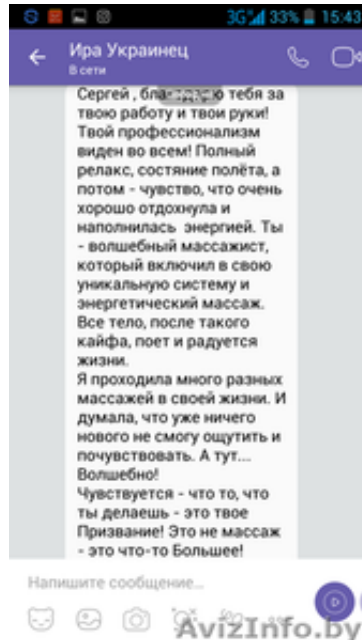 3G 33% 15:43
Ира Украинец
В сети
Сергей , тебя за
твою работу и твои руки!
Твой профессионализм
виден во всем! Полный
релакс, состяние полёта, а
потом - чувство, что очень
хорошо отдохнула и
наполнилась энергией. Ты
- волшебный массажист,
который включил в свою
уникальную систему и
энергетический массаж.
Все тело, после такого
кайфа, поет и радуется
жизни.
Я проходила много разных
массажей в своей жизни. И
думала, что уже ничего
нового не смогу ощутить и
почувствовать. А тут....
Волшебно!
Чувствуется - что то, что
ты делаешь - это твое
Призвание! Это не массаж
- это что-то Большее!
Напишите сообщение...
AvizInfo.by